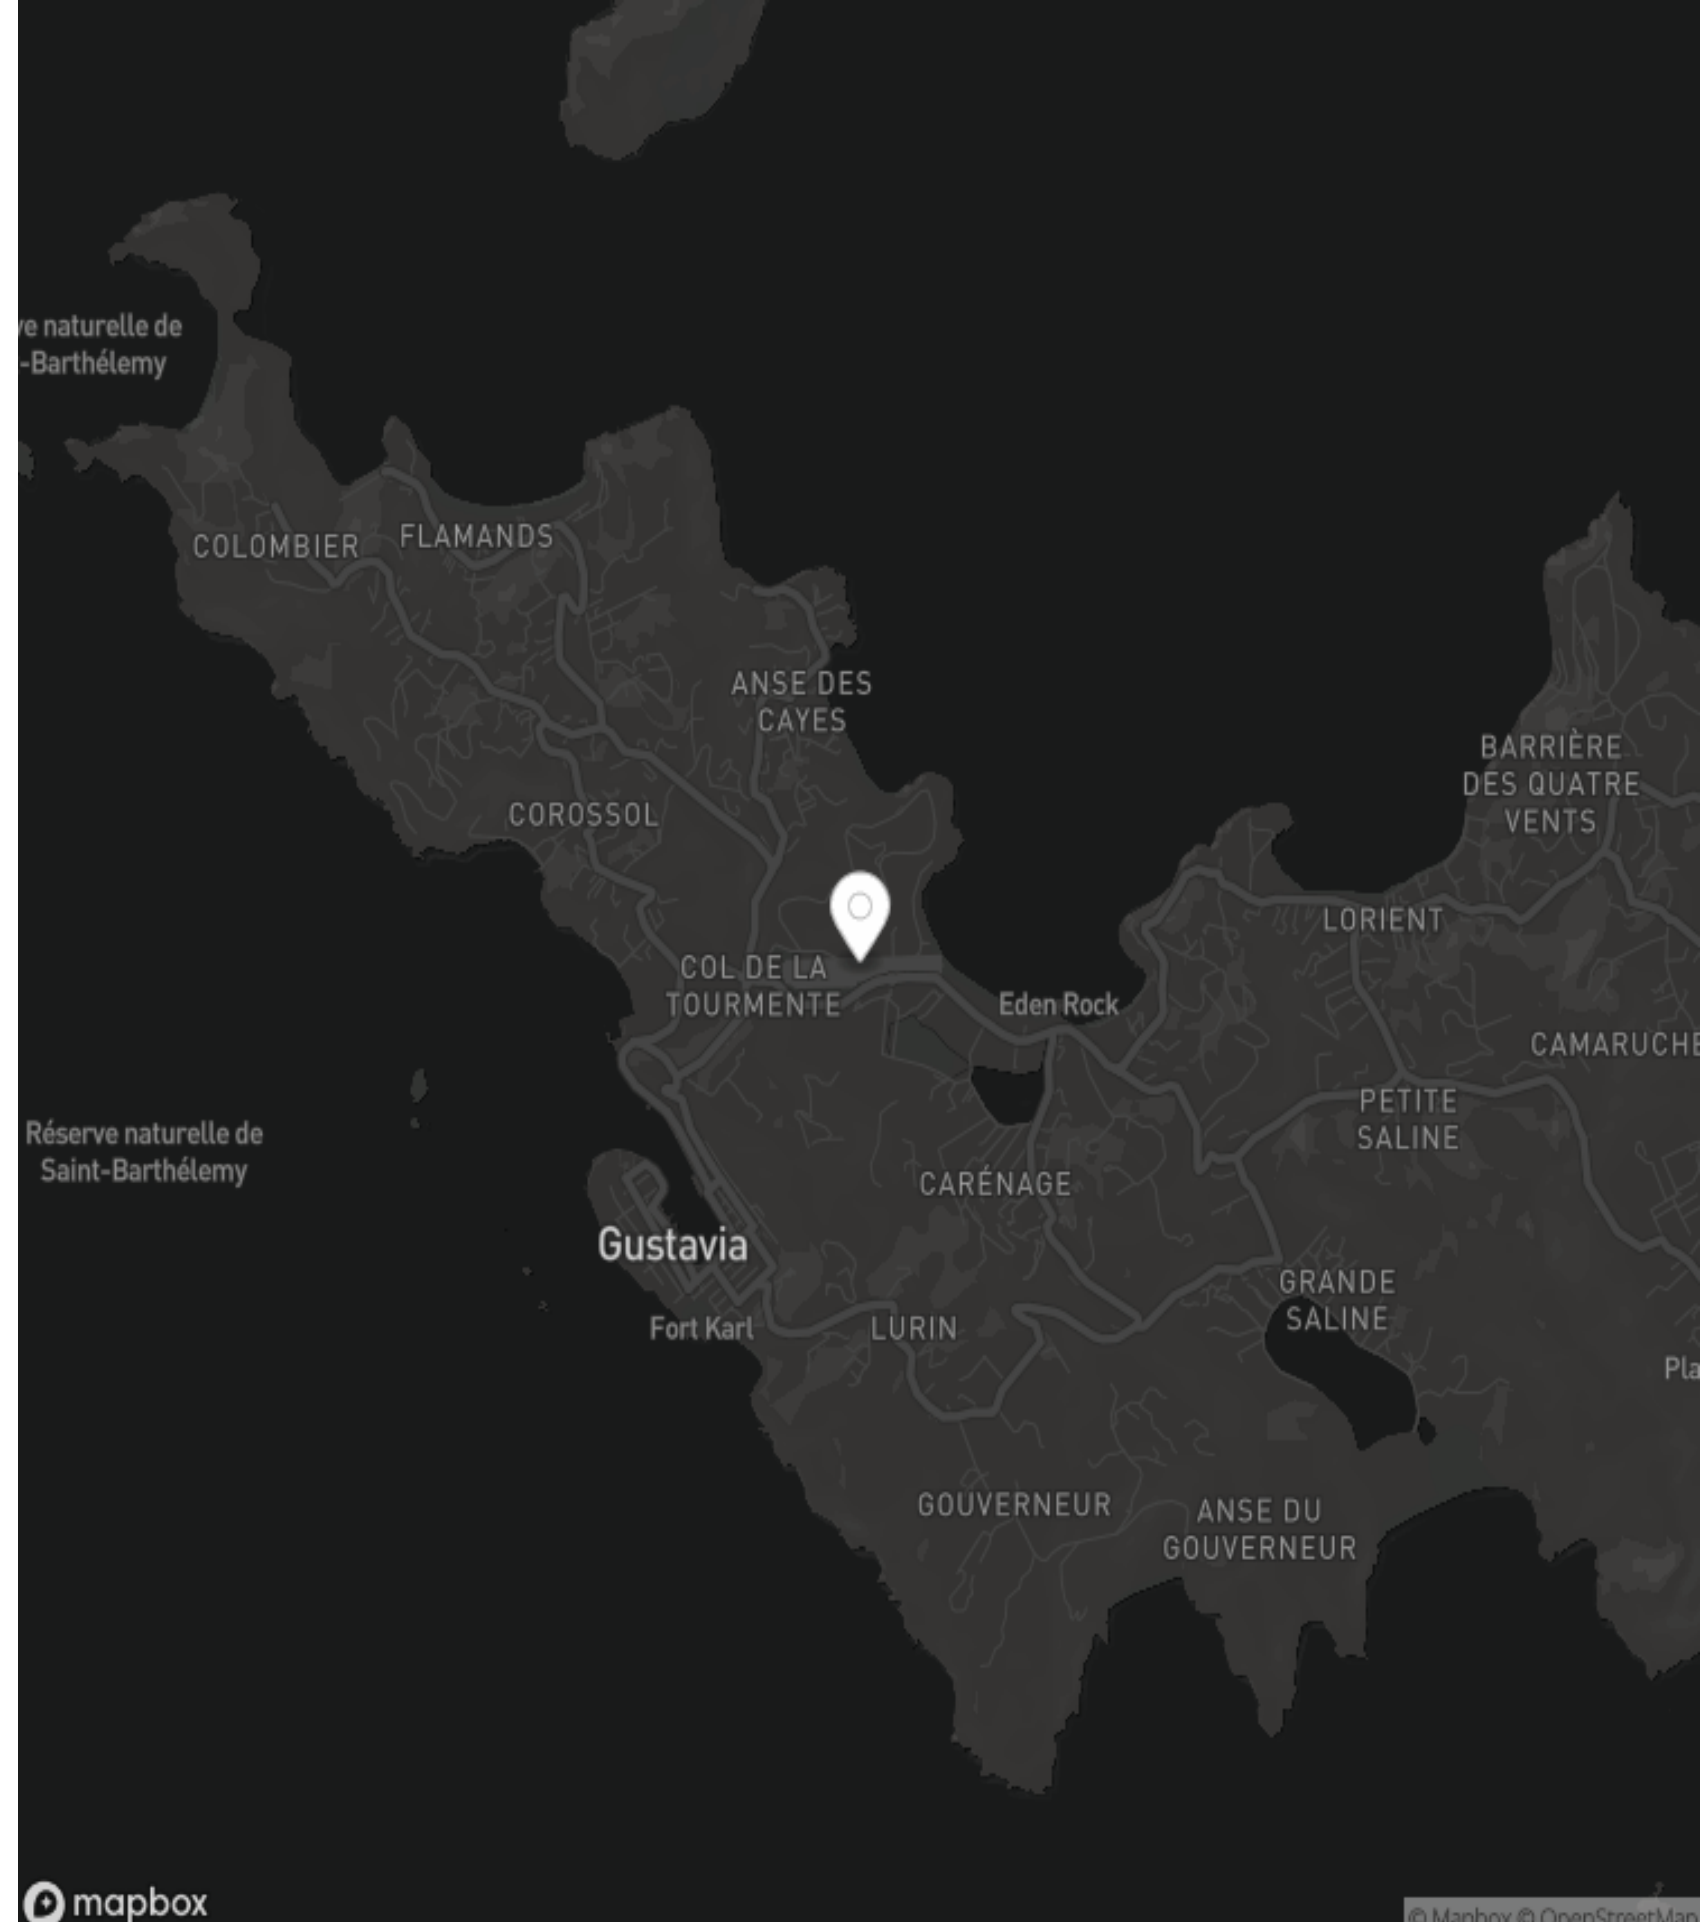 ve naturelle de
-Barthélemy
COLOMBIER
FLAMANDS
ANSE DES
CAYES
BARRIÈRE
DES QUATRE
VENTS
COROSSOL
LORIENT
COL DE LA
TOURMENTE
Eden Rock
CAMARUCHE
PETITE
SALINE
Réserve naturelle de
Saint-Barthélemy
CARÉNAGE
Gustavia
GRANDE
SALINE
Fort Karl
LURIN
Pla
GOUVERNEUR
ANSE DU
GOUVERNEUR
mapbox
© Mapbox © OpenStreetMap